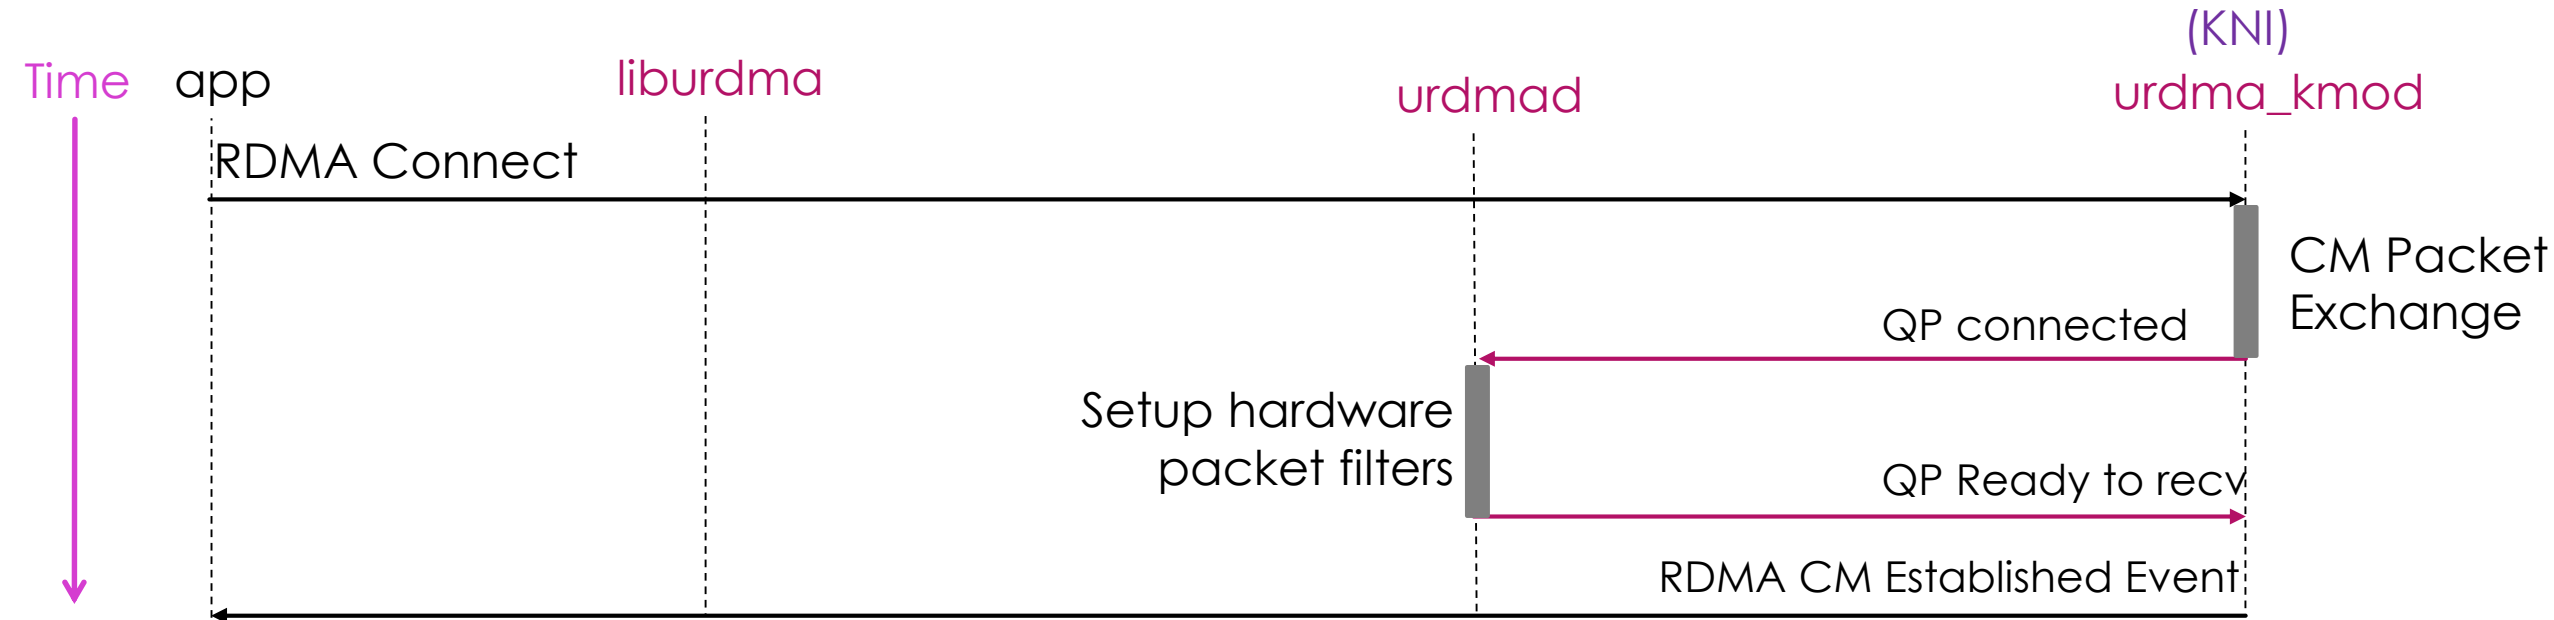 (KNI)
Time
app
liburdma
urdmad
urdma_kmod
RDMA Connect
CM Packet
Exchange
QP connected
Setup hardware
packet filters
QP Ready to recv
RDMA CM Established Event